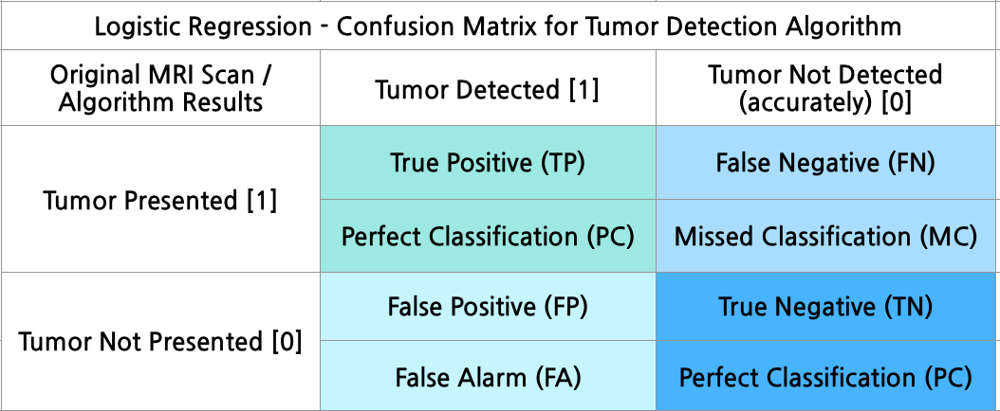 Logistic Regression - Confusion Matrix for Tumor Detection Algorithm
Original MRI Scan /
Algorithm Results
Tumor Detected [1]
Tumor Not Detected
(accurately) [0]
Tumor Presented [1]
True Positive (TP)
False Negative (FN)
Perfect Classification (PC)
Missed Classification (MC)
Tumor Not Presented [0]
False Positive (FP)
True Negative (TN)
False Alarm (FA)
Perfect Classification (PC)